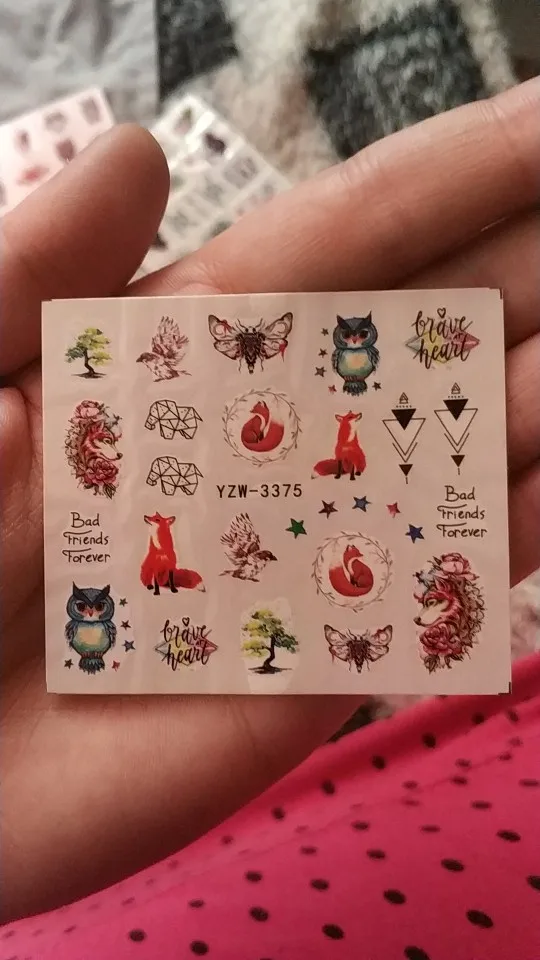 brave
heart
YZW-3375
Bad
Friends
Forever
Bad
Friends
Forever
brave
heart